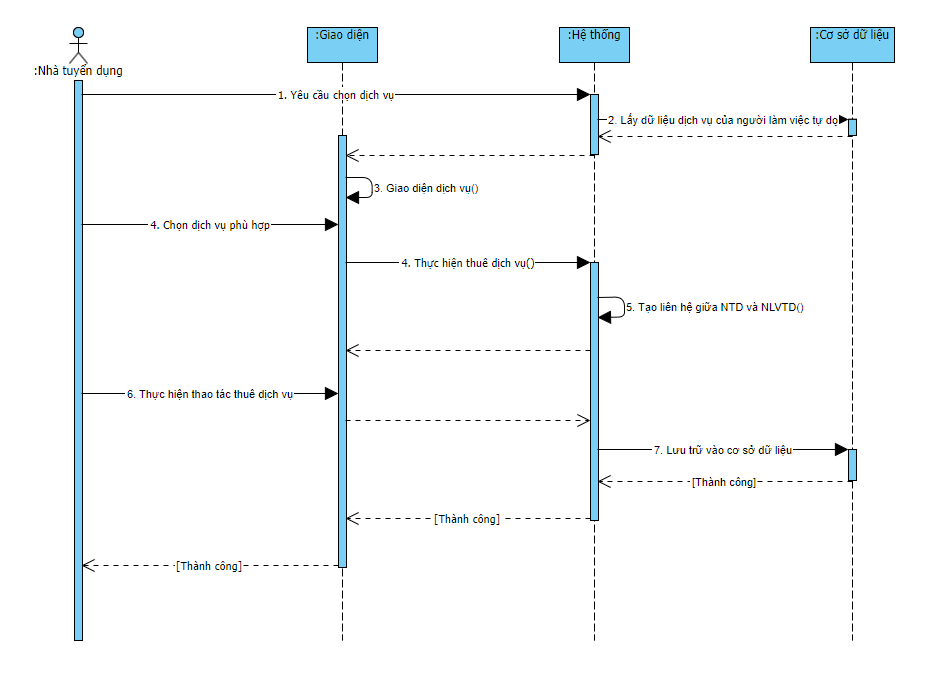 :Nhà tuyển dụng
:Giao diện
:Hệ thống
:Cơ sở dữ liệu
1. Yêu cầu chọn dịch vụ
2. Lấy dữ liệu dịch vụ của người làm việc tự do
3. Giao diện dịch vụ()
4. Chọn dịch vụ phù hợp
4. Thực hiện thuê dịch vụ()
5. Tạo liên hệ giữa NTD và NLVTD()
6. Thực hiện thao tác thuê dịch vụ
7. Lưu trữ vào cơ sở dữ liệu
[Thành công]
[Thành công]
[Thành công]